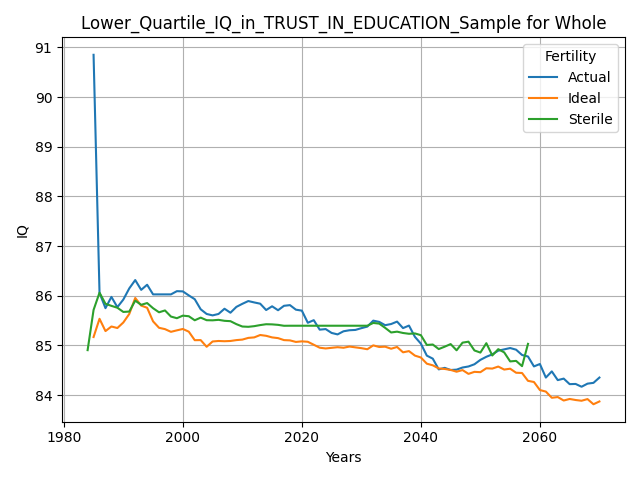 Lower_Quartile_IQ_in_TRUST_IN_EDUCATION_Sample for Whole
Fertility
Actual
Ideal
Sterile
IQ
91
90
89
88
87
86
85
84
1980
2000
2020
2040
2060
Years